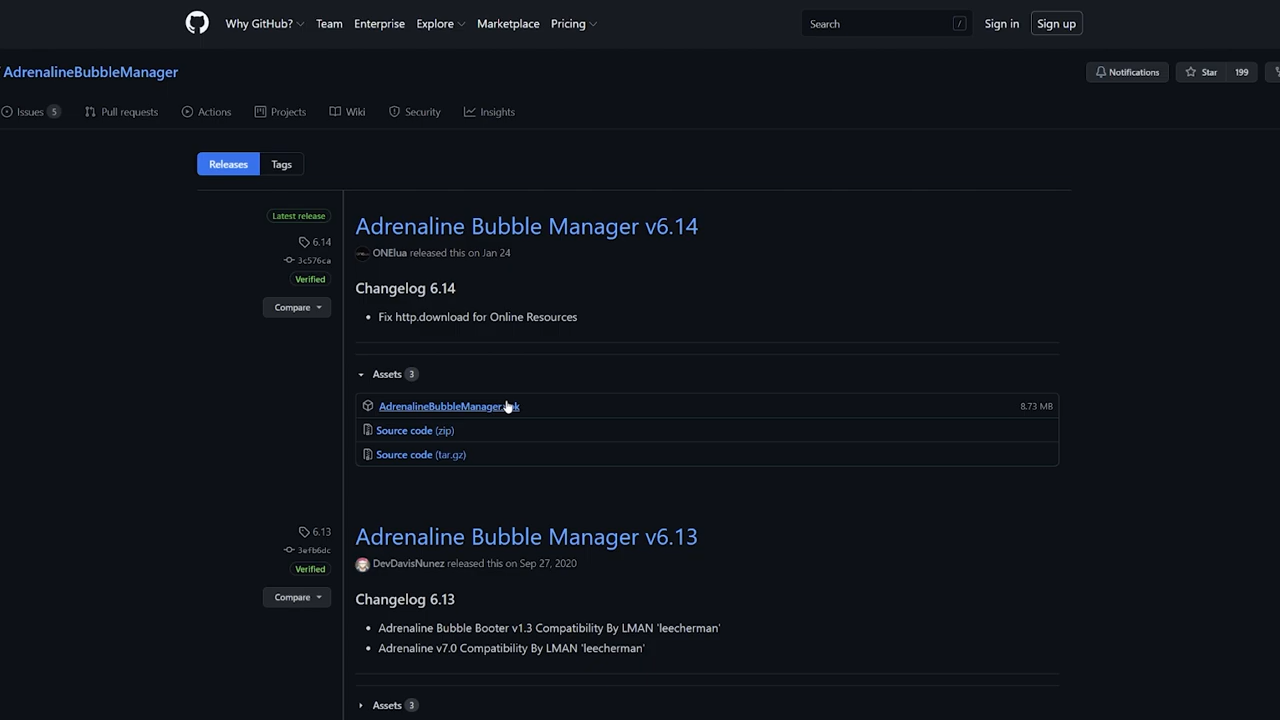 Why GitHub? Team Enterprise Explore Marketplace Pricing Search / Sign in Sign up
AdrenalineBubbleManager Notifications Star 199
Issues 5 Pull requests Actions Projects Wiki Security Insights
Releases Tags
Latest release
Adrenaline Bubble Manager v6.14
6.14
ONElua released this on Jan 24
3c576ca
Verified
Changelog 6.14
Compare
Fix http.download for Online Resources
Assets 3
8.73 MB
Source code (zip)
Source code (tar.gz)
6.13
Adrenaline Bubble Manager v6.13
3efb6dc
DevDavisNunez released this on Sep 27, 2020
Verified
Compare
Changelog 6.13
Adrenaline Bubble Booter v1.3 Compatibility By LMAN 'leecherman'
Adrenaline v7.0 Compatibility By LMAN 'leecherman'
Assets 3